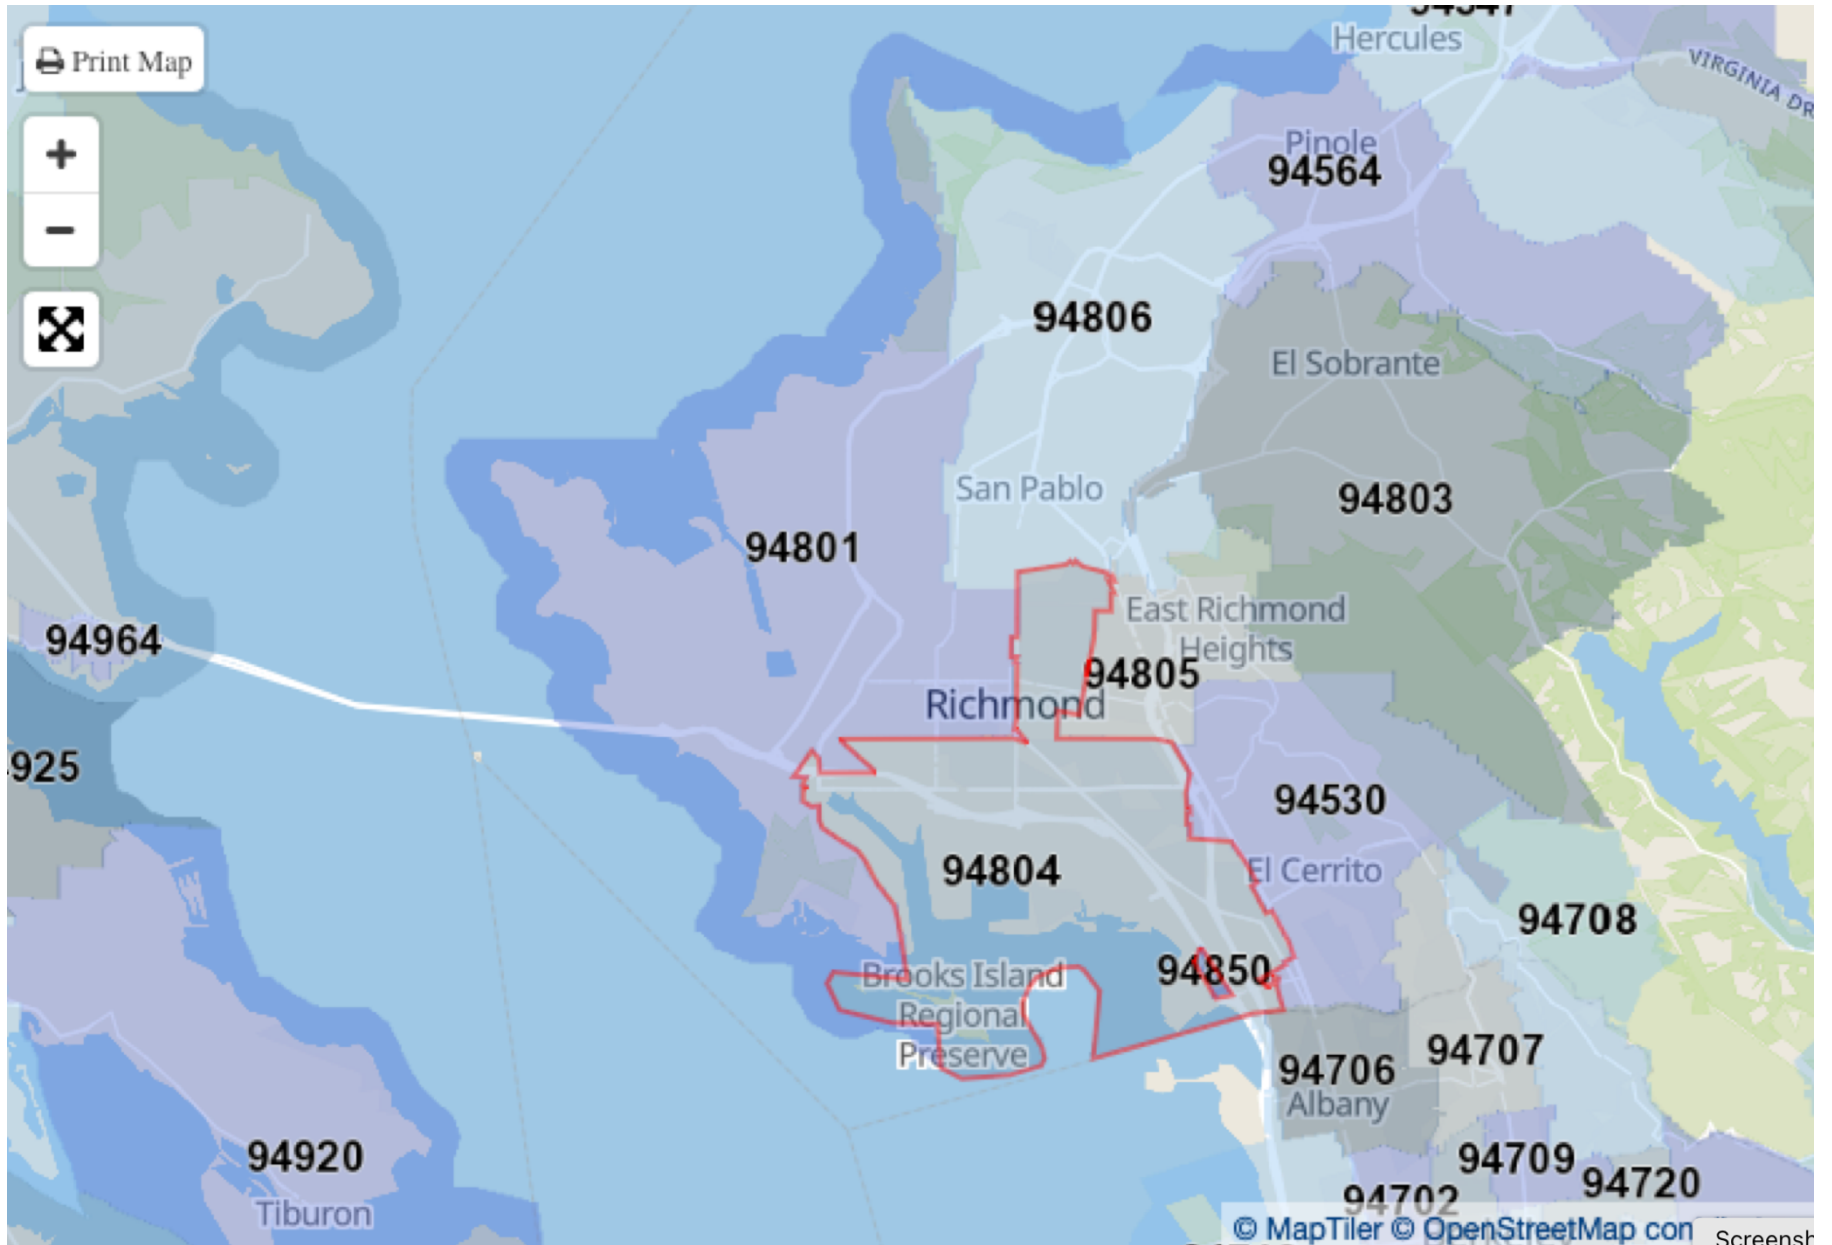 Hercules
Print Map
VIRGINIA DR
Pinole
94564
94806
El Sobrante
San Pablo
94803
94801
East Richmond
Heights
94964
94805
Richmond
925
94530
94804
El Cerrito
94708
94850
Brooks Island
Regional
Preserve
94707
94706
Albany
94920
94709
94720
94702
Tiburon
© MapTiler © OpenStreetMap con
Screensh